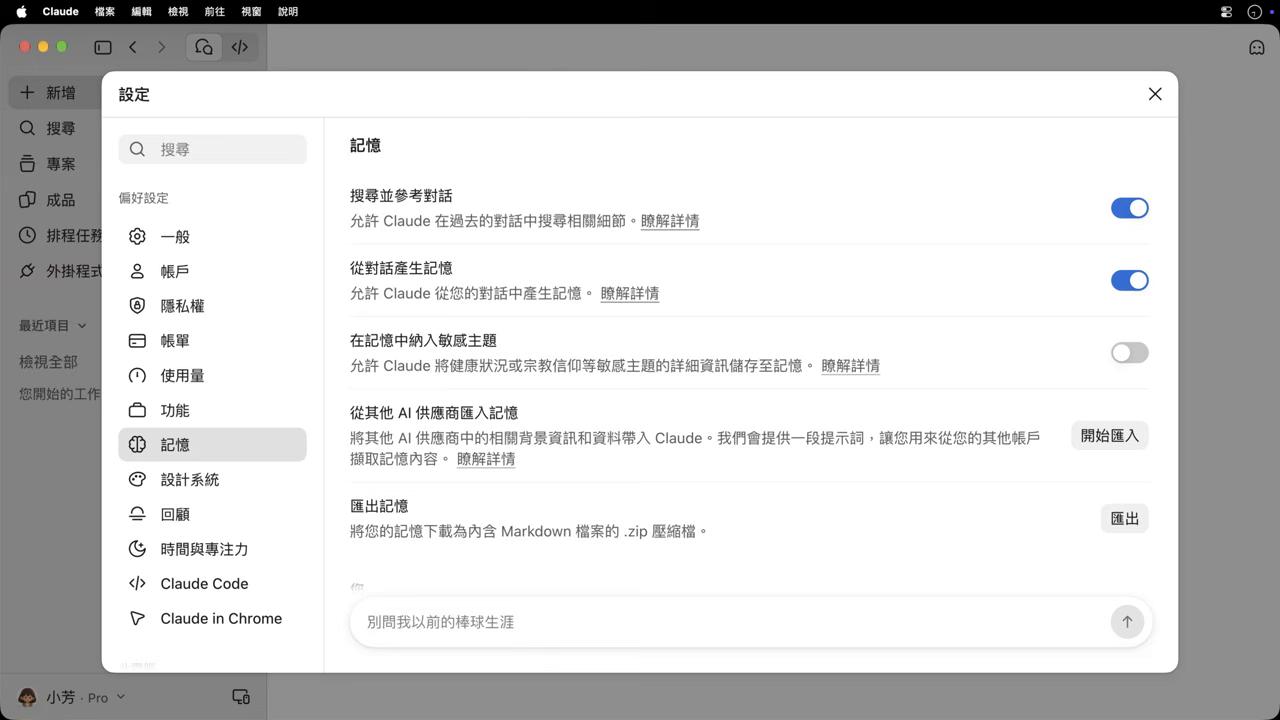 Claude 檔案 編輯 檢視 前往 視窗 說明
新增
搜尋
專案
成品
排程任務
外掛程式
最近項目
檢視全部
您開始的工作
小芳 · Pro
設定
搜尋
偏好設定
一般
帳戶
隱私權
帳單
使用量
功能
記憶
設計系統
回顧
時間與專注力
Claude Code
Claude in Chrome
記憶
搜尋並參考對話
允許 Claude 在過去的對話中搜尋相關細節。瞭解詳情
從對話產生記憶
允許 Claude 從您的對話中產生記憶。 瞭解詳情
在記憶中納入敏感主題
允許 Claude 將健康狀況或宗教信仰等敏感主題的詳細資訊儲存至記憶。 瞭解詳情
從其他 AI 供應商匯入記憶
將其他 AI 供應商中的相關背景資訊和資料帶入 Claude。我們會提供一段提示詞，讓您用來從您的其他帳戶
擷取記憶內容。 瞭解詳情
開始匯入
匯出記憶
將您的記憶下載為內含 Markdown 檔案的 .zip 壓縮檔。
匯出
別問我以前的棒球生涯